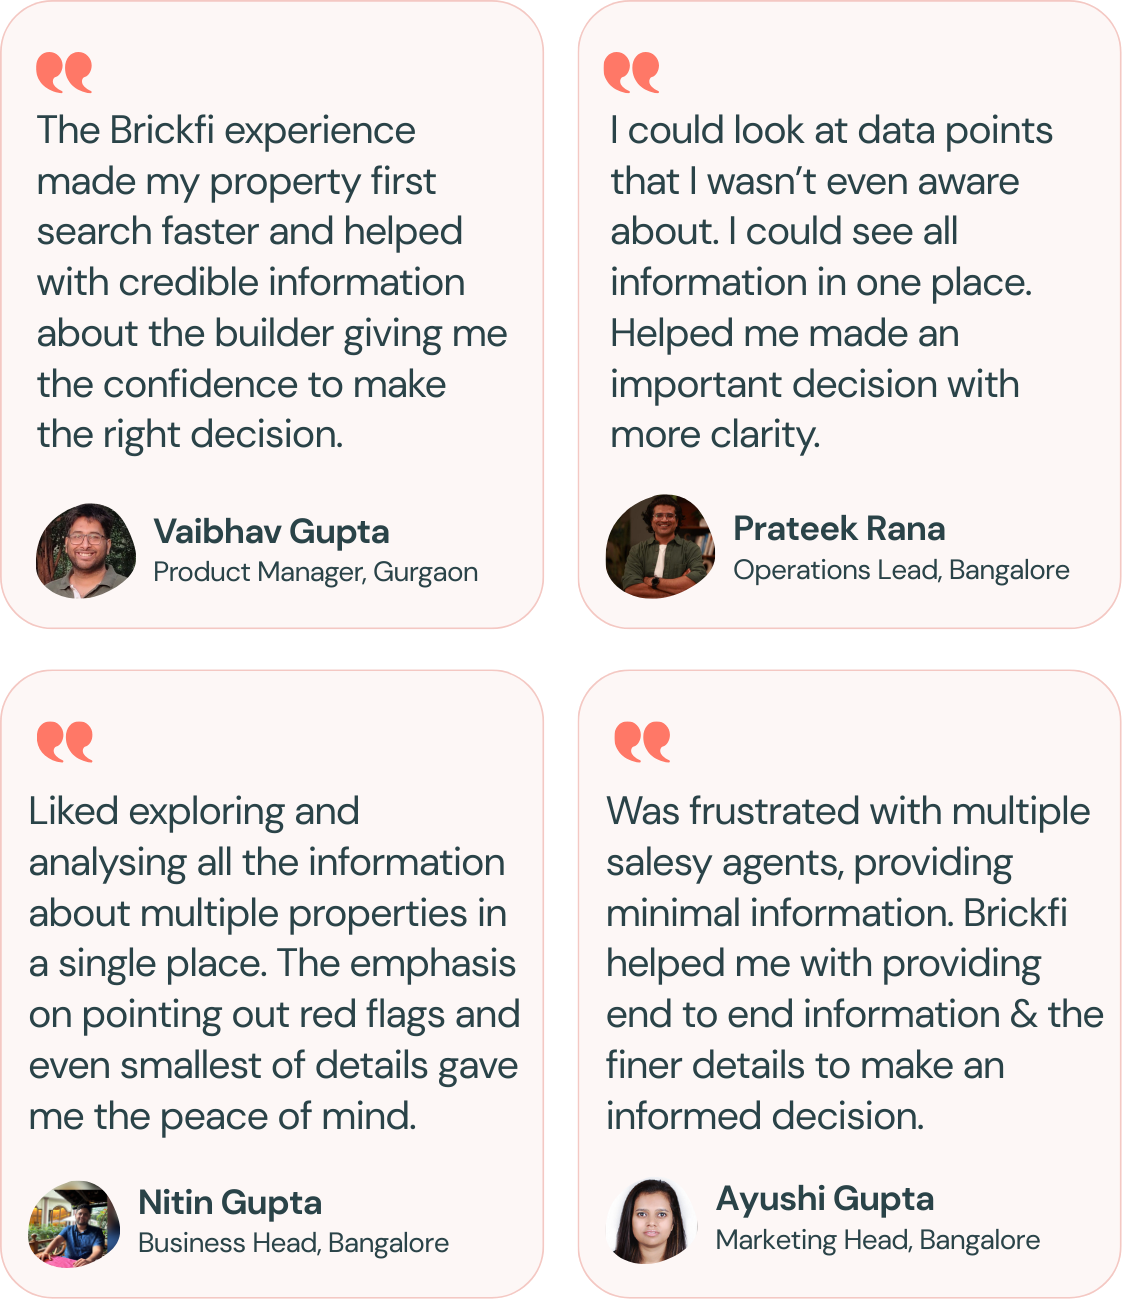 The Brickfi experience
made my property first
search faster and helped
with credible information
about the builder giving me
the confidence to make
the right decision.
Vaibhav Gupta
Product Manager, Gurgaon
I could look at data points
that I wasn’t even aware
about. I could see all
information in one place.
Helped me made an
important decision with
more clarity.
Prateek Rana
Operations Lead, Bangalore
Liked exploring and
analysing all the information
about multiple properties in
a single place. The emphasis
on pointing out red flags and
even smallest of details gave
me the peace of mind.
Nitin Gupta
Business Head, Bangalore
Was frustrated with multiple
salesy agents, providing
minimal information. Brickfi
helped me with providing
end to end information & the
finer details to make an
informed decision.
Ayushi Gupta
Marketing Head, Bangalore